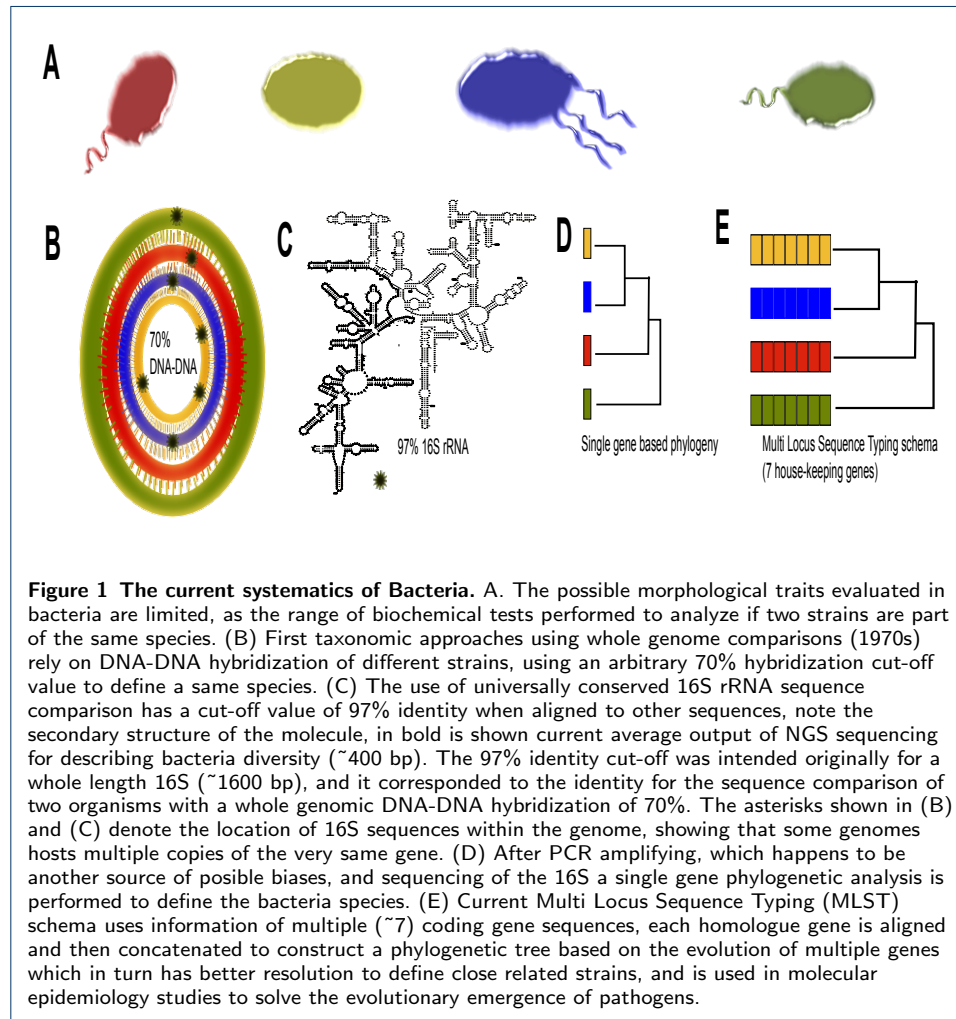 A
B
70%
DNA-DNA
C
97% 16S rRNA
D
Single gene based phylogeny
E
Multi Locus Sequence Typing schema
(7 house-keeping genes)
Figure 1 The current systematics of Bacteria. A. The possible morphological traits evaluated in
bacteria are limited, as the range of biochemical tests performed to analyze if two strains are part
of the same species. (B) First taxonomic approaches using whole genome comparisons (1970s)
rely on DNA-DNA hybridization of different strains, using an arbitrary 70% hybridization cut-off
value to define a same species. (C) The use of universally conserved 16S rRNA sequence
comparison has a cut-off value of 97% identity when aligned to other sequences, note the
secondary structure of the molecule, in bold is shown current average output of NGS sequencing
for describing bacteria diversity (˜400 bp). The 97% identity cut-off was intended originally for a
whole length 16S (˜1600 bp), and it corresponded to the identity for the sequence comparison of
two organisms with a whole genomic DNA-DNA hybridization of 70%. The asterisks shown in (B)
and (C) denote the location of 16S sequences within the genome, showing that some genomes
hosts multiple copies of the very same gene. (D) After PCR amplifying, which happens to be
another source of posible biases, and sequencing of the 16S a single gene phylogenetic analysis is
performed to define the bacteria species. (E) Current Multi Locus Sequence Typing (MLST)
schema uses information of multiple (˜7) coding gene sequences, each homologue gene is aligned
and then concatenated to construct a phylogenetic tree based on the evolution of multiple genes
which in turn has better resolution to define close related strains, and is used in molecular
epidemiology studies to solve the evolutionary emergence of pathogens.